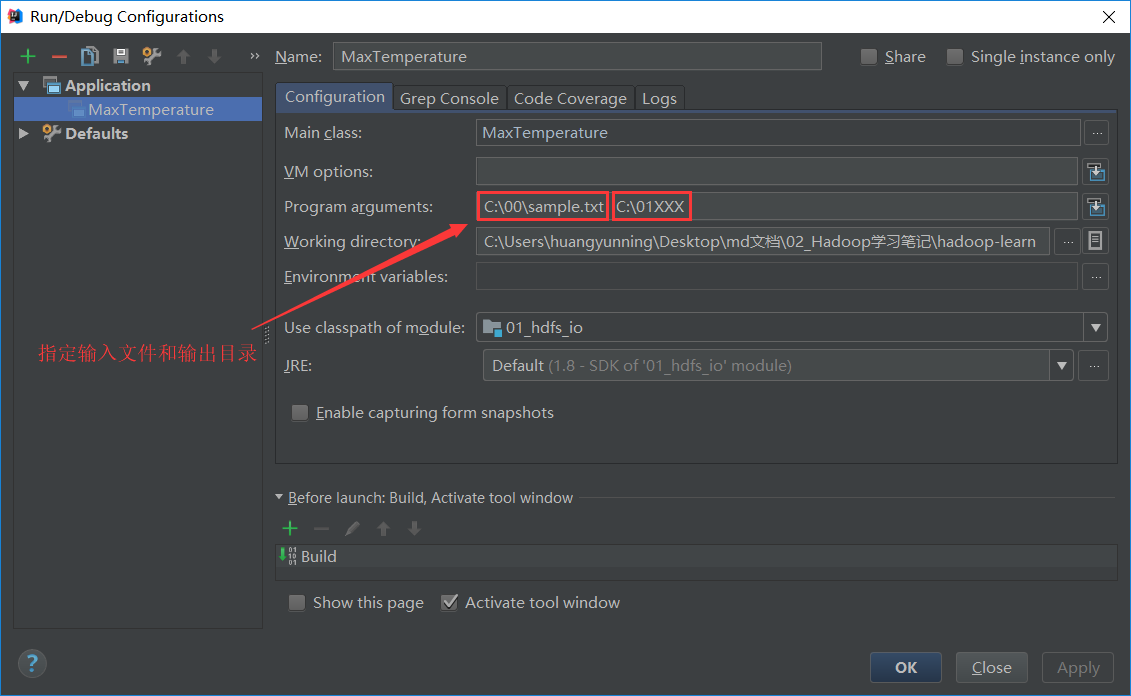 Run/Debug Configurations
Name: MaxTemperature Share Single instance only
Application
MaxTemperature
Defaults
Configuration Grep Console Code Coverage Logs
Main class: MaxTemperature ...
VM options:
Program arguments: C:\00\sample.txt C:\01XXX
Working directory: C:\Users\huangyunning\Desktop\md文档\02_Hadoop学习笔记\hadoop-learn ...
Environment variables: ...
指定输入文件和输出目录
Use classpath of module: 01_hdfs_io
JRE: Default (1.8 - SDK of '01_hdfs_io' module) ...
Enable capturing form snapshots
Before launch: Build, Activate tool window
Build
Show this page Activate tool window
? OK Close Apply